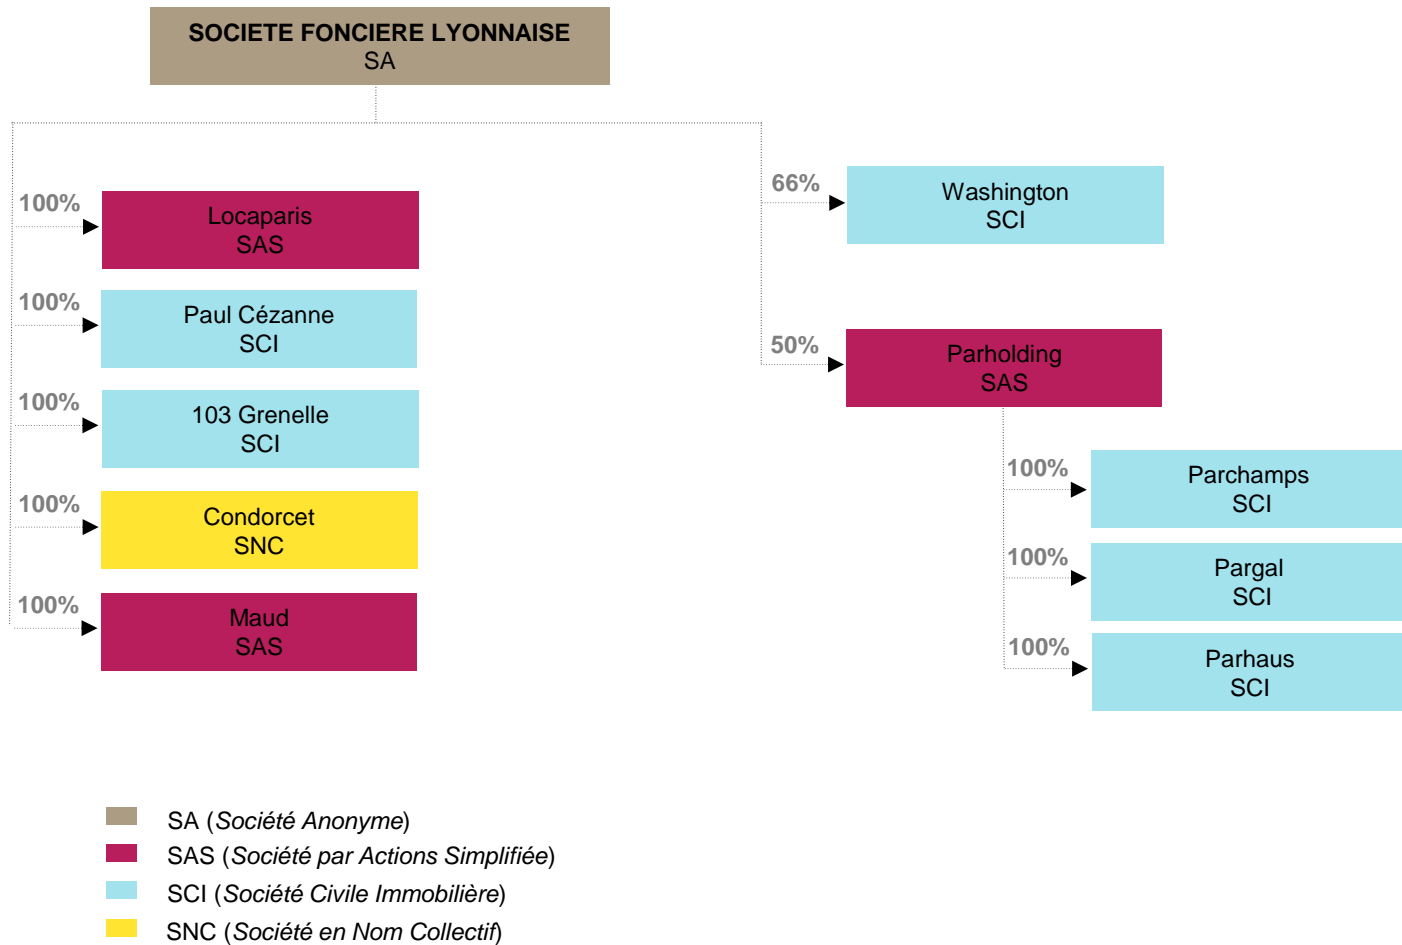 SOCIETE FONCIERE LYONNAISE
SA
100%
Locaparis
SAS
100%
Paul Cézanne
SCI
100%
103 Grenelle
SCI
100%
Condorcet
SNC
100%
Maud
SAS
66%
Washington
SCI
50%
Parholding
SAS
100%
Parchamps
SCI
100%
Pargal
SCI
100%
Parhaus
SCI
SA (Société Anonyme)
SAS (Société par Actions Simplifiée)
SCI (Société Civile Immobilière)
SNC (Société en Nom Collectif)